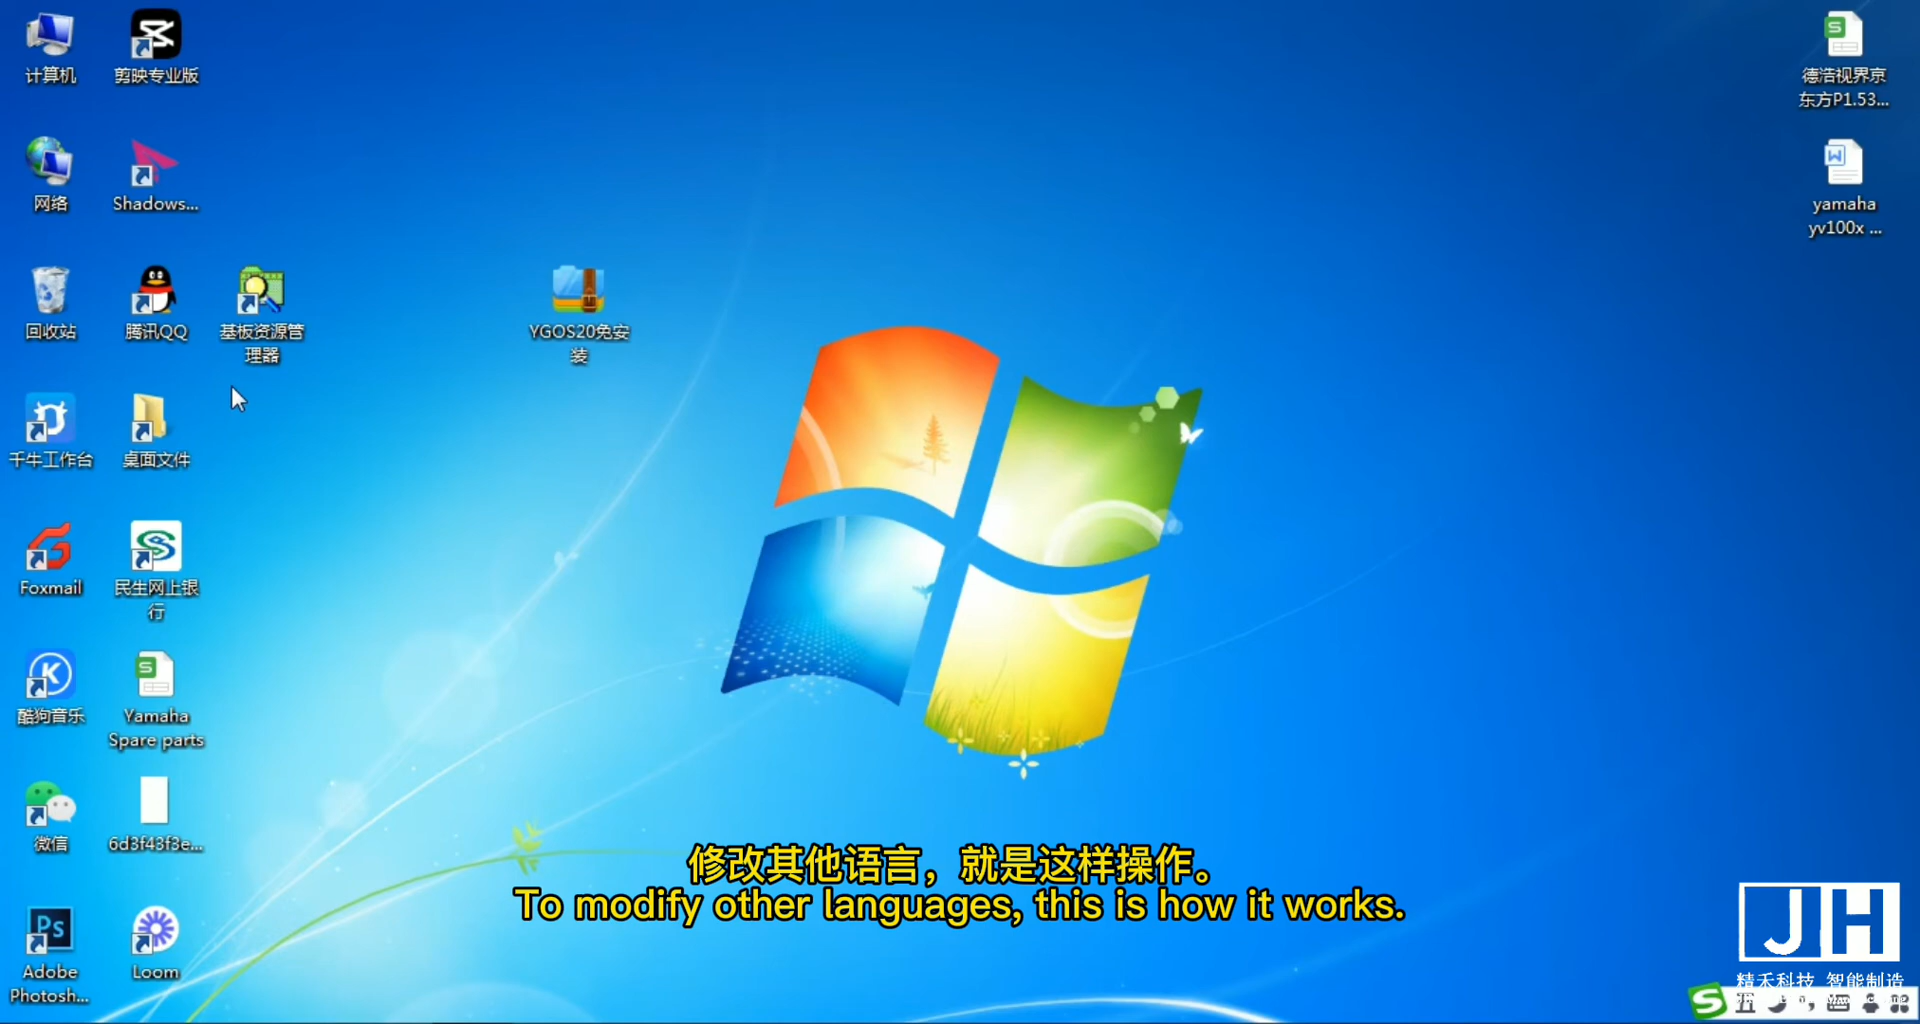 计算机
剪映专业版
德浩视界京
东方P1.53...
网络
Shadows...
yamaha
yv100x ...
回收站
腾讯QQ
基板资源管
理器
YGOS20免安
装
千牛工作台
桌面文件
Foxmail
民生网上银
行
酷狗音乐
Yamaha
Spare parts
微信
6d3f43f3e...
修改其他语言，就是这样操作。
To modify other languages, this is how it works.
Adobe
Photosh...
Loom
JH
精禾科技 智能制造